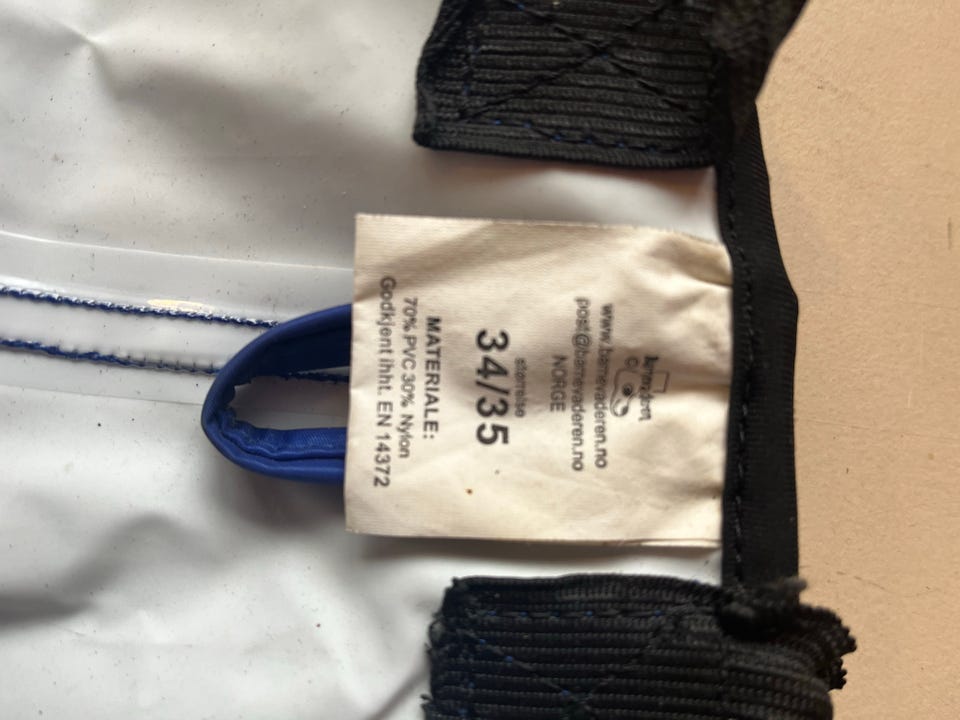 www.barnevaderen.no
post@barnevaderen.no
NORGE
størrelse
34/35
MATERIALE:
70% PVC 30% Nylon
Godkjent ihht. EN 14372